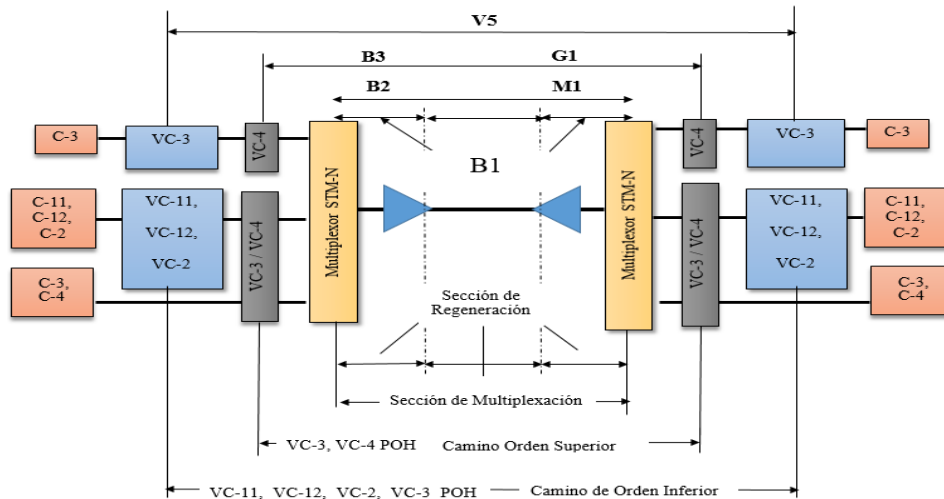 V5
B3 G1
B2 M1
C-3 VC-3 VC-4 VC-4 VC-3 C-3
B1
Multiplexor STM-N
Multiplexor STM-N
C-11,
C-12,
C-2
VC-11,
VC-12,
VC-2
VC-3 / VC-4
VC-3 / VC-4
VC-11,
VC-12,
VC-2
C-11,
C-12,
C-2
C-3,
C-4
C-3,
C-4
Sección de
Regeneración
Sección de Multiplexación
VC-3, VC-4 POH Camino Orden Superior
VC-11, VC-12, VC-2, VC-3 POH Camino de Orden Inferior